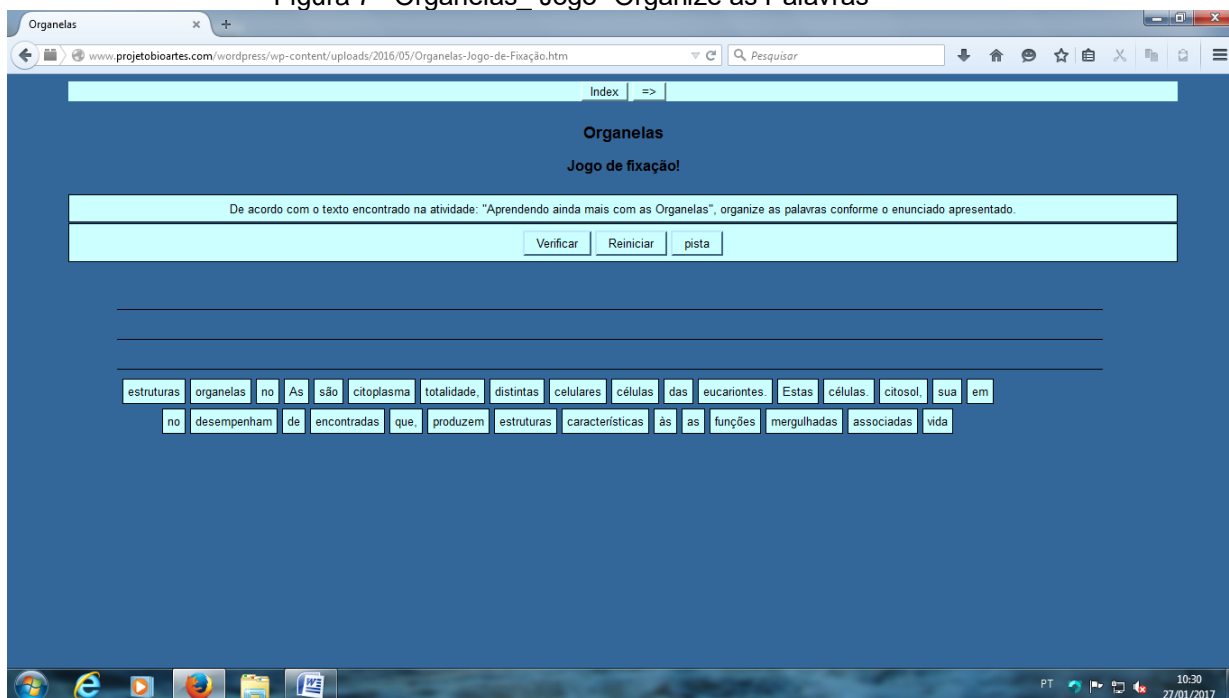 Figura 7 - Organelas_ Jogo "Organize as Palavras"
Organelas
www.projetobioartes.com/wordpress/wp-content/uploads/2016/05/Organelas-Jogo-de-Fixação.htm
Pesquisar
Index =>
Organelas
Jogo de fixação!
De acordo com o texto encontrado na atividade: "Aprendendo ainda mais com as Organelas", organize as palavras conforme o enunciado apresentado.
Verificar Reiniciar pista
estruturas organelas no As são citoplasma totalidade, distintas celulares células das eucariontes. Estas células. citosol, sua em
no desempenham de encontradas que, produzem estruturas características às as funções mergulhadas associadas vida
PT 10:30
27/01/2017